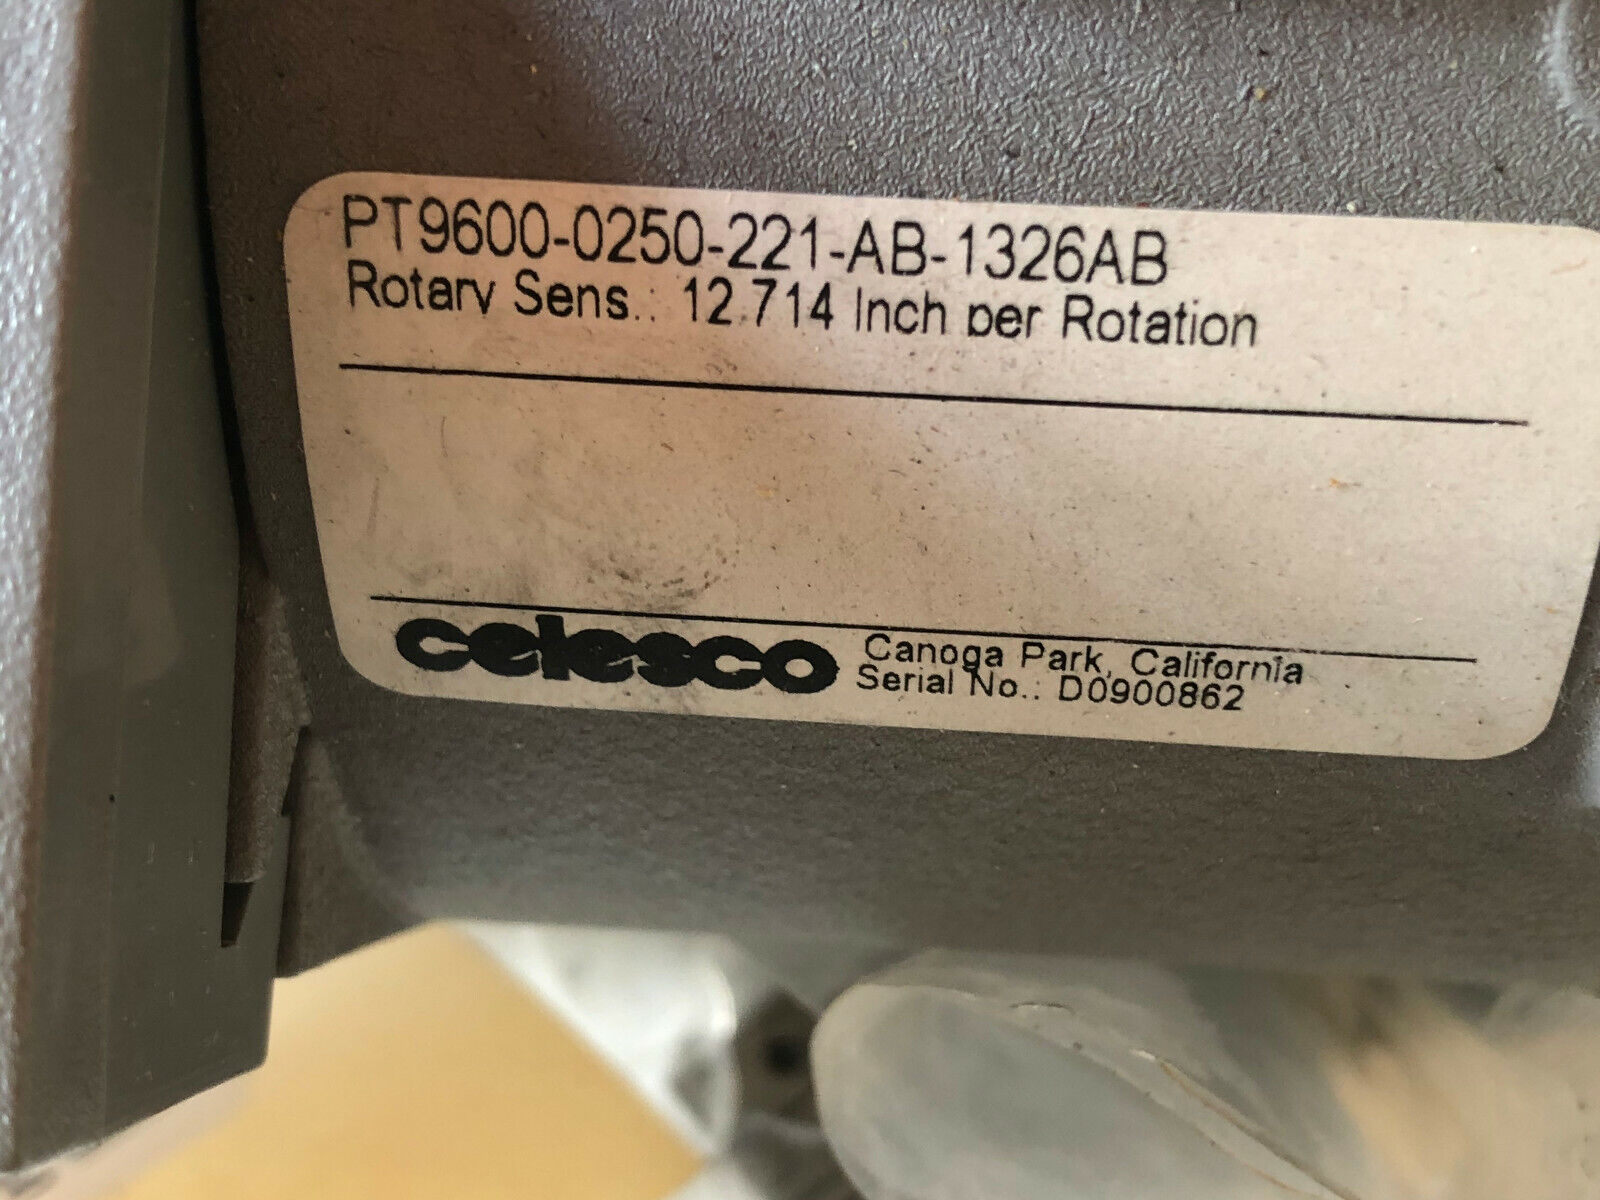 PT9600-0250-221-AB-1326AB
Rotary Sens.: 12.714 Inch per Rotation
celesco Canoga Park, California
Serial No.: D0900862